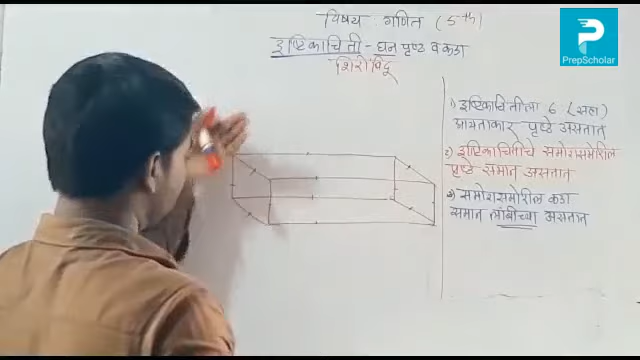 विषय : गणित (5th)
इष्टिकाचिती - घन पृष्ट व कडा
शिरोबिंदू
PrepScholar
1) इष्टिकाचितीला 6 (सहा)
आयताकार पृष्टे असतात
2) इष्टिकाचितीचे समोरासमोरील
पृष्टे समान असतात
3) समोरासमोरील कडा
समान लांबीच्या असतात